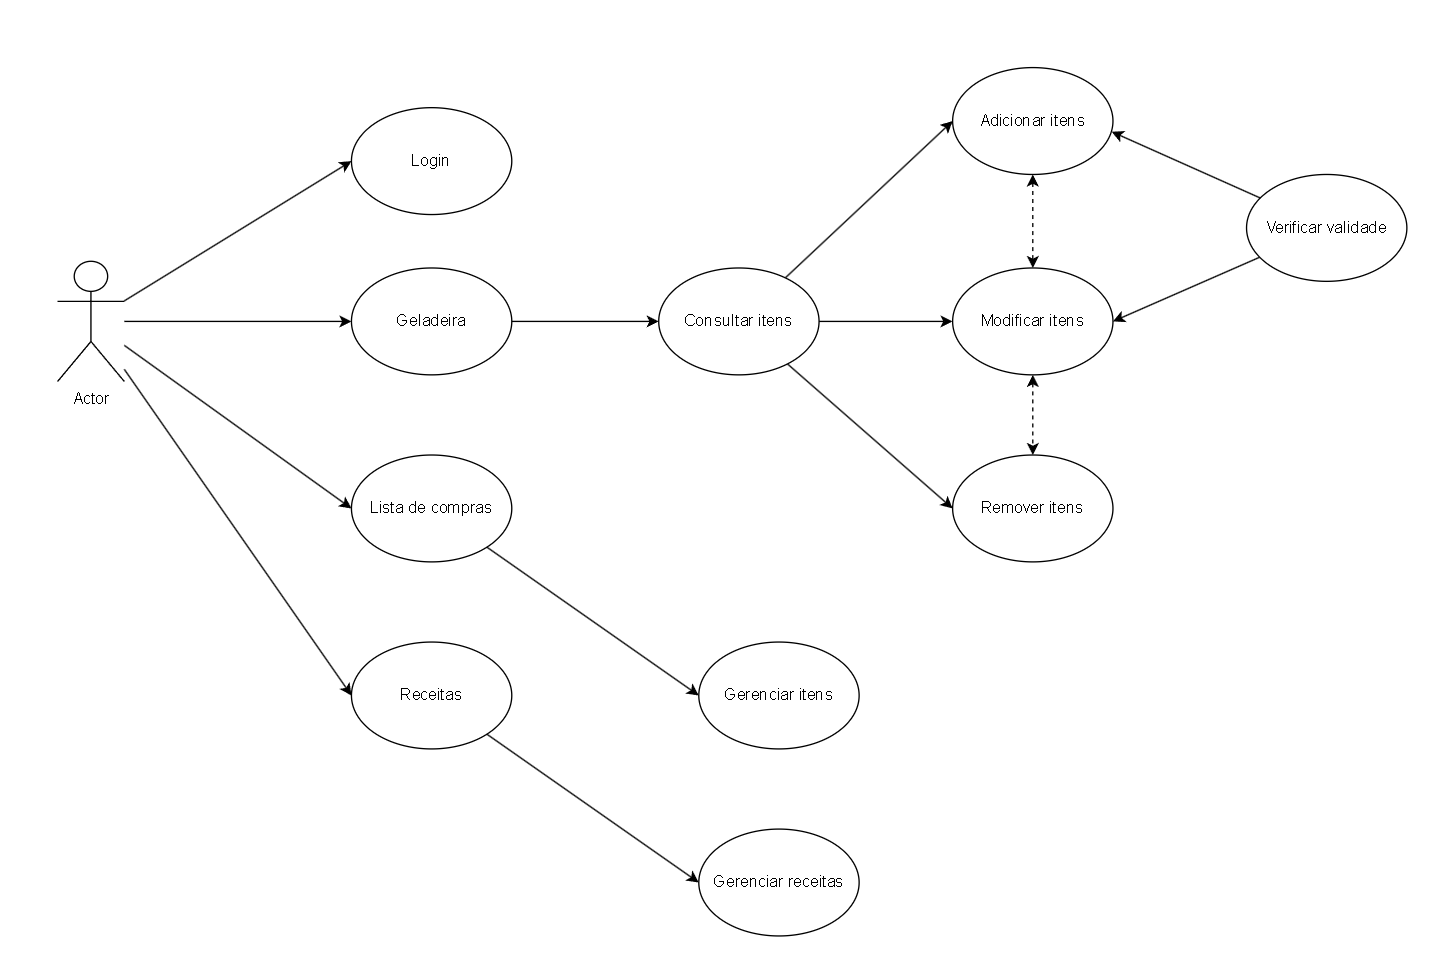 Adicionar itens
Login
Verificar validade
Geladeira
Consultar itens
Modificar itens
Actor
Lista de compras
Remover itens
Receitas
Gerenciar itens
Gerenciar receitas